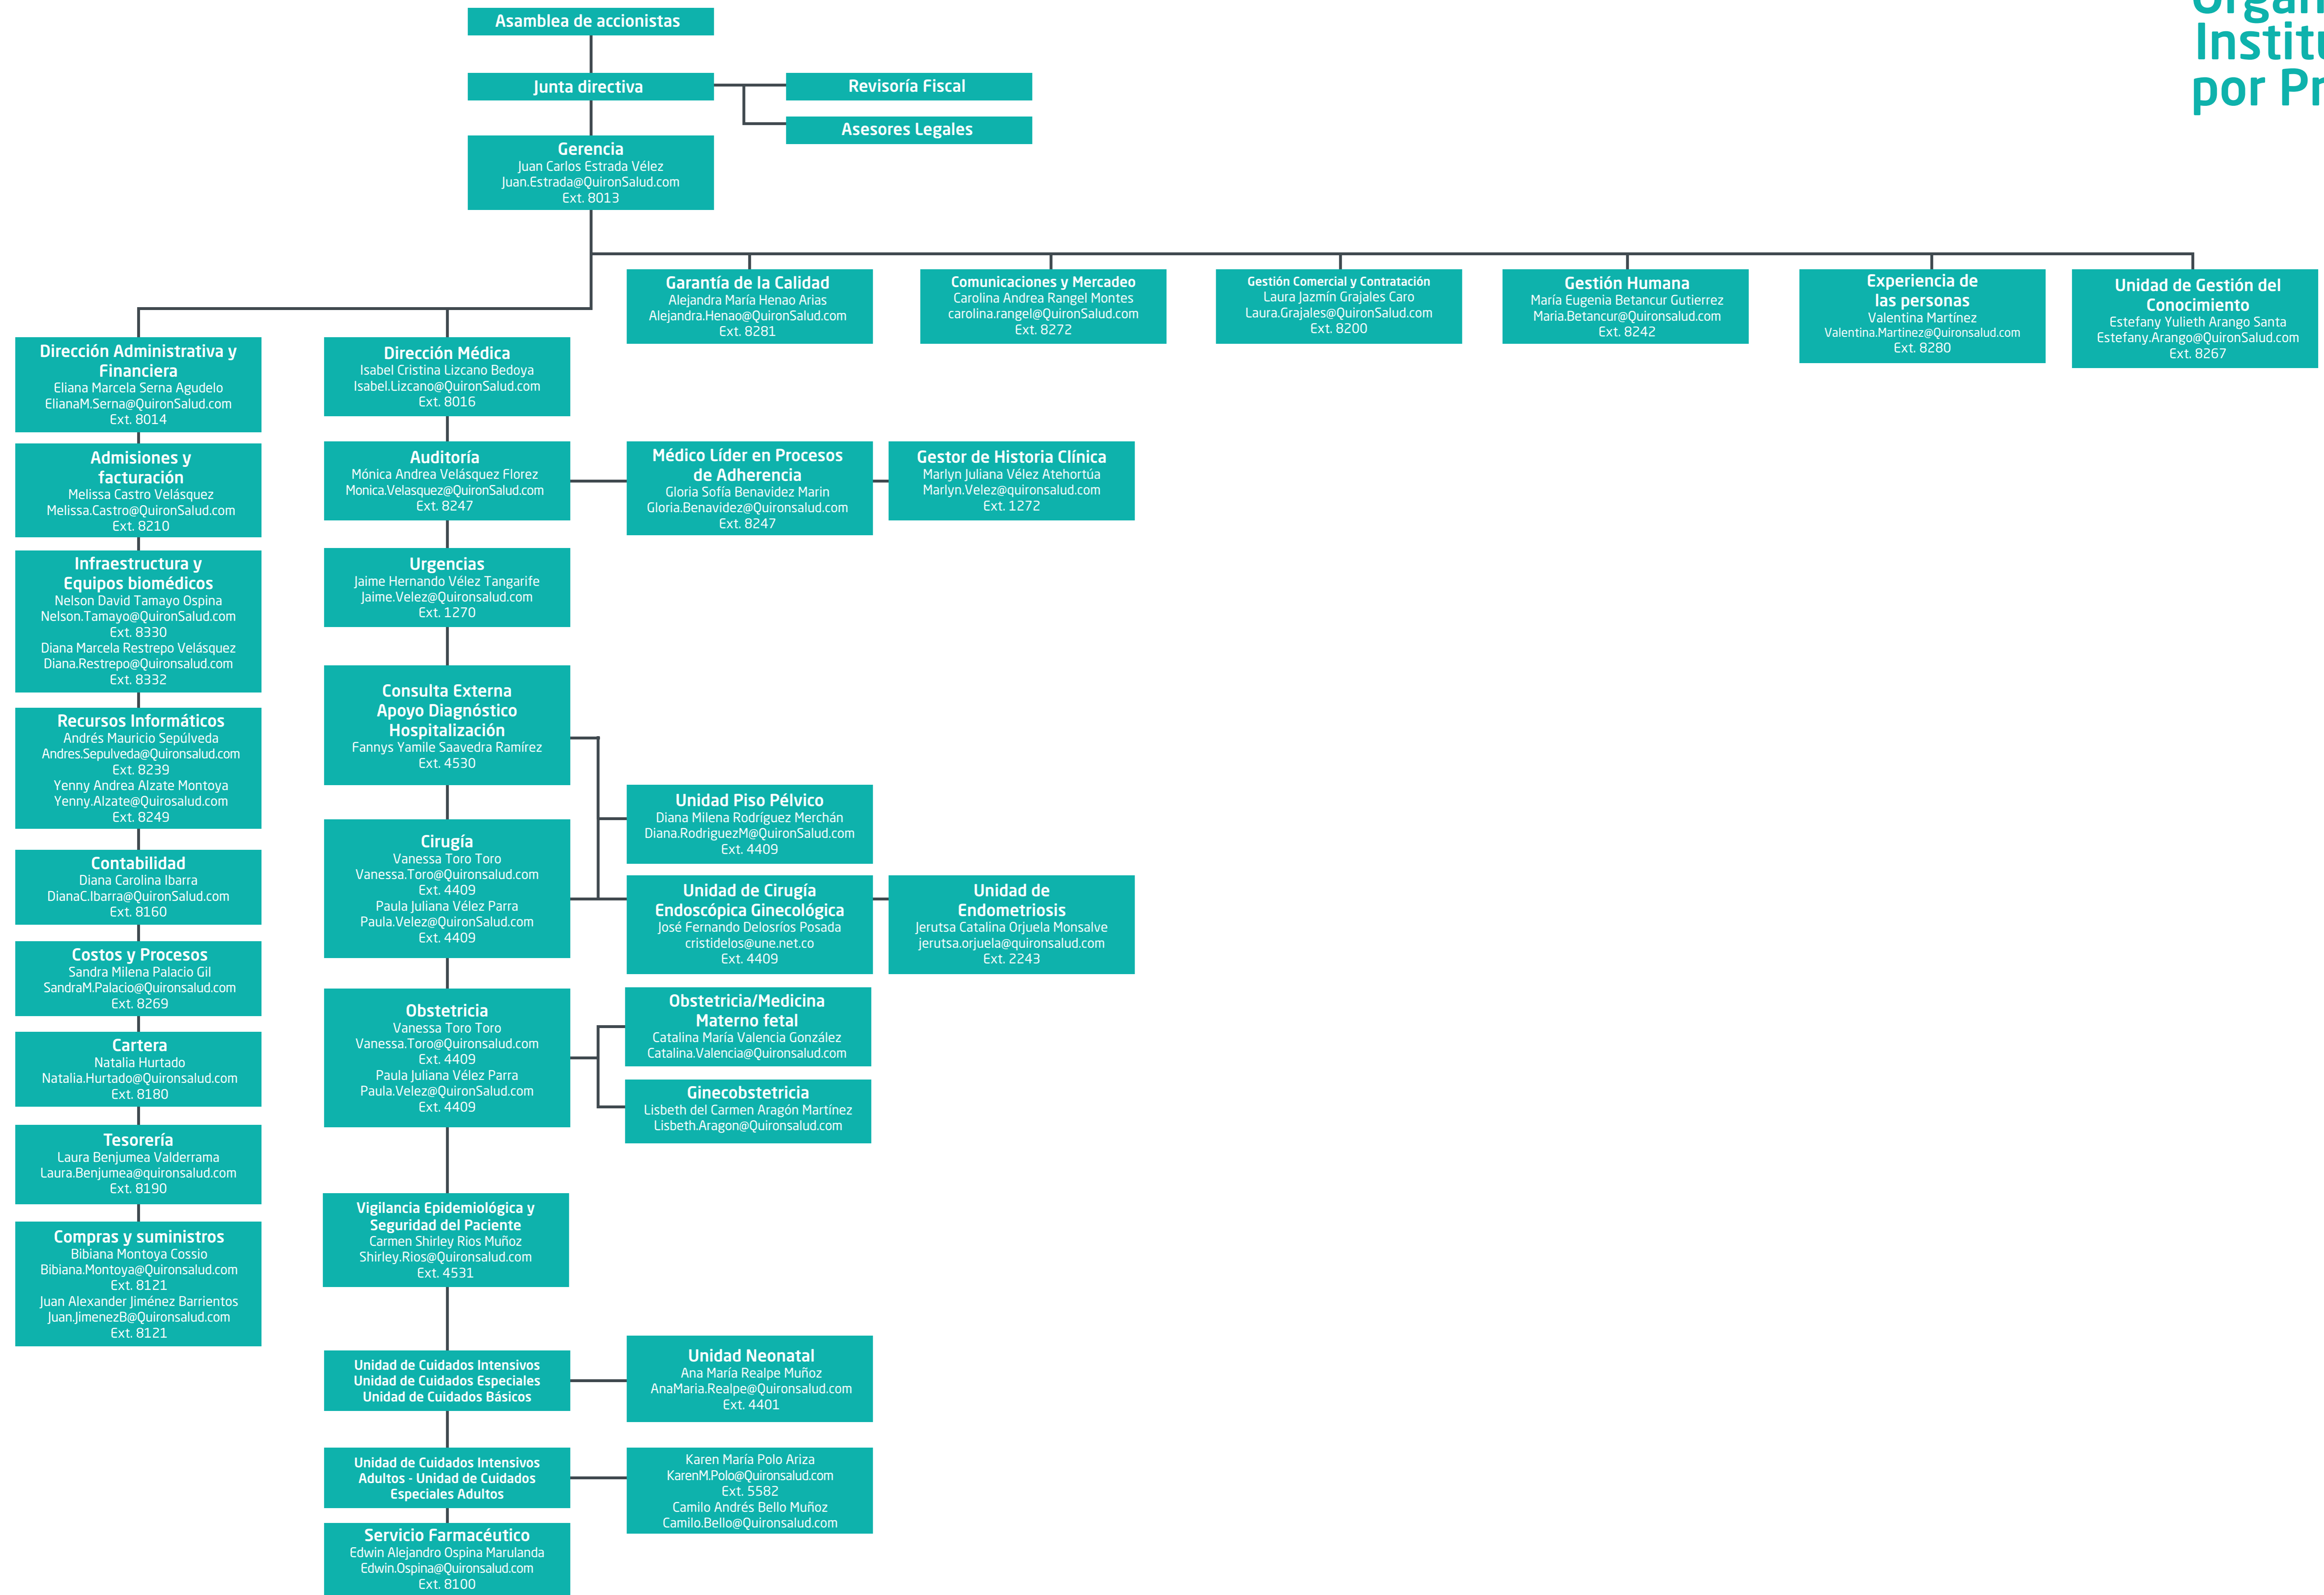 Asamblea de accionistas
Junta directiva
Revisoría Fiscal
Asesores Legales
Gerencia
Juan Carlos Estrada Vélez
Juan.Estrada@QuironSalud.com
Ext. 8013
Institu
por Pr
Garantía de la Calidad
Alejandra María Henao Arias
Alejandra.Henao@QuironSalud.com
Ext. 8281
Comunicaciones y Mercadeo
Carolina Andrea Rangel Montes
carolina.rangel@QuironSalud.com
Ext. 8272
Gestión Comercial y Contratación
Laura Jazmín Grajales Caro
Laura.Grajales@QuironSalud.com
Ext. 8200
Gestión Humana
María Eugenia Betancur Gutierrez
Maria.Betancur@Quironsalud.com
Ext. 8242
Experiencia de
las personas
Valentina Martínez
Valentina.Martinez@Quironsalud.com
Ext. 8280
Unidad de Gestión del
Conocimiento
Estefany Yulieth Arango Santa
Estefany.Arango@QuironSalud.com
Ext. 8267
Dirección Administrativa y
Financiera
Eliana Marcela Serna Agudelo
ElianaM.Serna@QuironSalud.com
Ext. 8014
Admisiones y
facturación
Melissa Castro Velásquez
Melissa.Castro@QuironSalud.com
Ext. 8210
Infraestructura y
Equipos biomédicos
Nelson David Tamayo Ospina
Nelson.Tamayo@QuironSalud.com
Ext. 8330
Diana Marcela Restrepo Velásquez
Diana.Restrepo@Quironsalud.com
Ext. 8332
Recursos Informáticos
Andrés Mauricio Sepúlveda
Andres.Sepulveda@Quironsalud.com
Ext. 8239
Yenny Andrea Alzate Montoya
Yenny.Alzate@Quirosalud.com
Ext. 8249
Contabilidad
Diana Carolina Ibarra
DianaC.Ibarra@QuironSalud.com
Ext. 8160
Costos y Procesos
Sandra Milena Palacio Gil
SandraM.Palacio@Quironsalud.com
Ext. 8269
Cartera
Natalia Hurtado
Natalia.Hurtado@Quironsalud.com
Ext. 8180
Tesorería
Laura Benjumea Valderrama
Laura.Benjumea@quironsalud.com
Ext. 8190
Compras y suministros
Bibiana Montoya Cossio
Bibiana.Montoya@Quironsalud.com
Ext. 8121
Juan Alexander Jiménez Barrientos
Juan.JimenezB@Quironsalud.com
Ext. 8121
Dirección Médica
Isabel Cristina Lizcano Bedoya
Isabel.Lizcano@QuironSalud.com
Ext. 8016
Auditoría
Mónica Andrea Velásquez Florez
Monica.Velasquez@QuironSalud.com
Ext. 8247
Médico Líder en Procesos
de Adherencia
Gloria Sofía Benavidez Marin
Gloria.Benavidez@Quironsalud.com
Ext. 8247
Gestor de Historia Clínica
Marlyn Juliana Vélez Atehortúa
Marlyn.Velez@quironsalud.com
Ext. 1272
Urgencias
Jaime Hernando Vélez Tangarife
Jaime.Velez@Quironsalud.com
Ext. 1270
Consulta Externa
Apoyo Diagnóstico
Hospitalización
Fannys Yamile Saavedra Ramírez
Ext. 4530
Unidad Piso Pélvico
Diana Milena Rodríguez Merchán
Diana.RodriguezM@QuironSalud.com
Ext. 4409
Cirugía
Vanessa Toro Toro
Vanessa.Toro@Quironsalud.com
Ext. 4409
Paula Juliana Vélez Parra
Paula.Velez@QuironSalud.com
Ext. 4409
Unidad de Cirugía
Endoscópica Ginecológica
José Fernando Delosríos Posada
cristidelos@une.net.co
Ext. 4409
Unidad de
Endometriosis
Jerutsa Catalina Orjuela Monsalve
jerutsa.orjuela@quironsalud.com
Ext. 2243
Obstetricia
Vanessa Toro Toro
Vanessa.Toro@Quironsalud.com
Ext. 4409
Paula Juliana Vélez Parra
Paula.Velez@QuironSalud.com
Ext. 4409
Obstetricia/Medicina
Materno fetal
Catalina María Valencia González
Catalina.Valencia@Quironsalud.com
Ginecobstetricia
Lisbeth del Carmen Aragón Martínez
Lisbeth.Aragon@Quironsalud.com
Vigilancia Epidemiológica y
Seguridad del Paciente
Carmen Shirley Rios Muñoz
Shirley.Rios@Quironsalud.com
Ext. 4531
Unidad de Cuidados Intensivos
Unidad de Cuidados Especiales
Unidad de Cuidados Básicos
Unidad Neonatal
Ana María Realpe Muñoz
AnaMaria.Realpe@Quironsalud.com
Ext. 4401
Unidad de Cuidados Intensivos
Adultos - Unidad de Cuidados
Especiales Adultos
Karen María Polo Ariza
KarenM.Polo@Quironsalud.com
Ext. 5582
Camilo Andrés Bello Muñoz
Camilo.Bello@Quironsalud.com
Servicio Farmacéutico
Edwin Alejandro Ospina Marulanda
Edwin.Ospina@Quironsalud.com
Ext. 8100